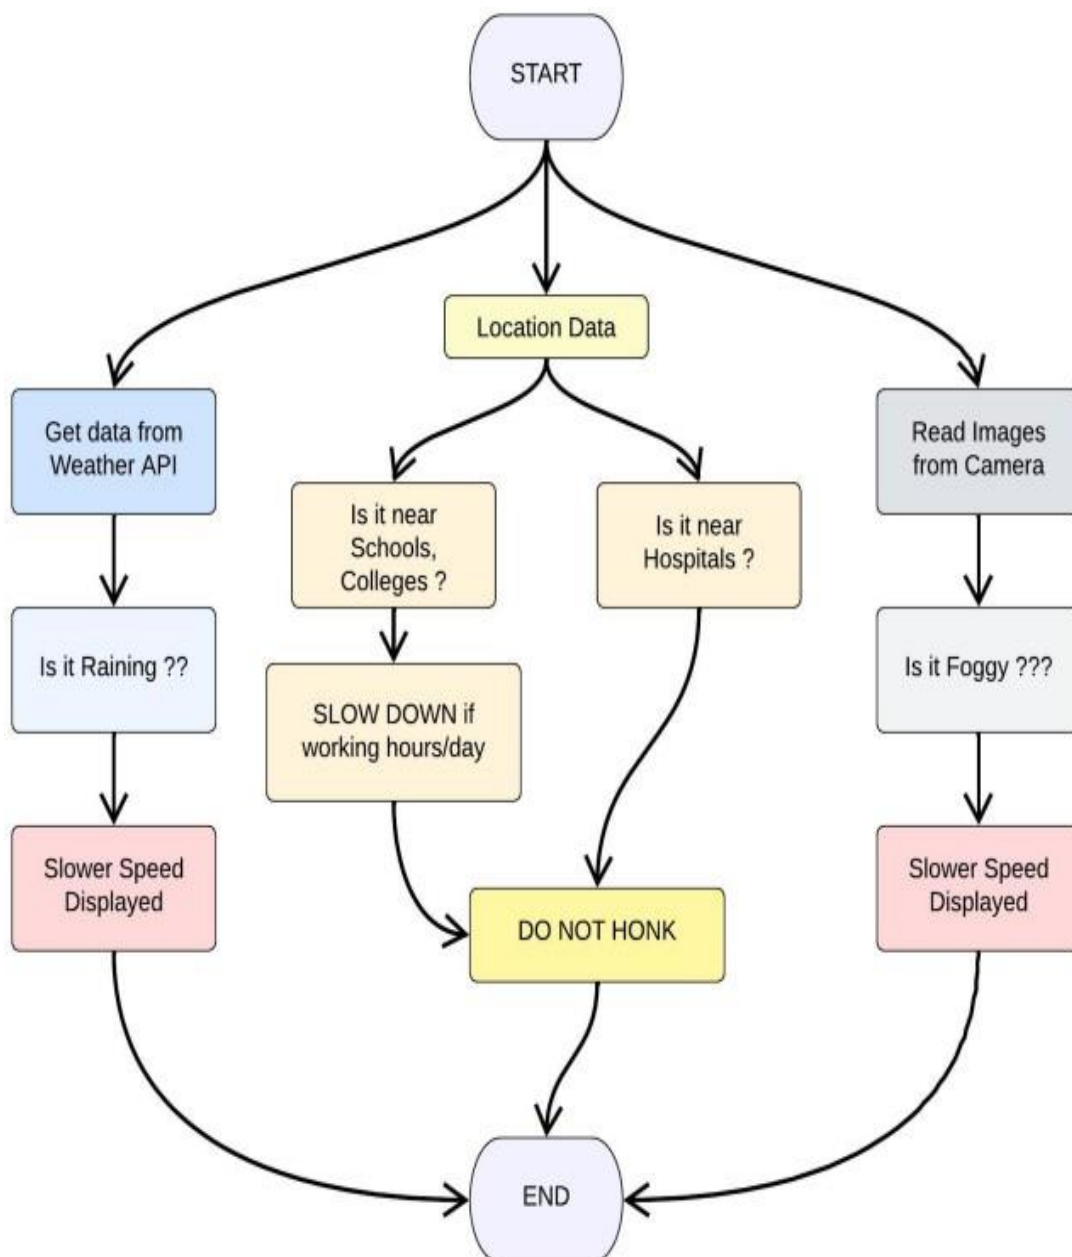 START
Location Data
Get data from
Weather API
Read Images
from Camera
Is it near
Schools,
Colleges ?
Is it near
Hospitals ?
Is it Raining ??
Is it Foggy ???
SLOW DOWN if
working hours/day
Slower Speed
Displayed
Slower Speed
Displayed
DO NOT HONK
END